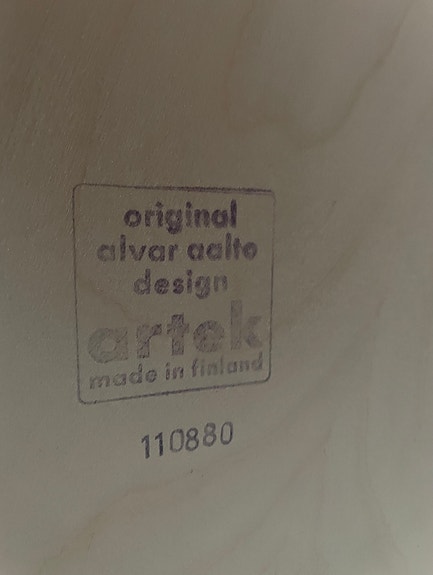 original
alvar aalto
design
artek
made in finland
110880